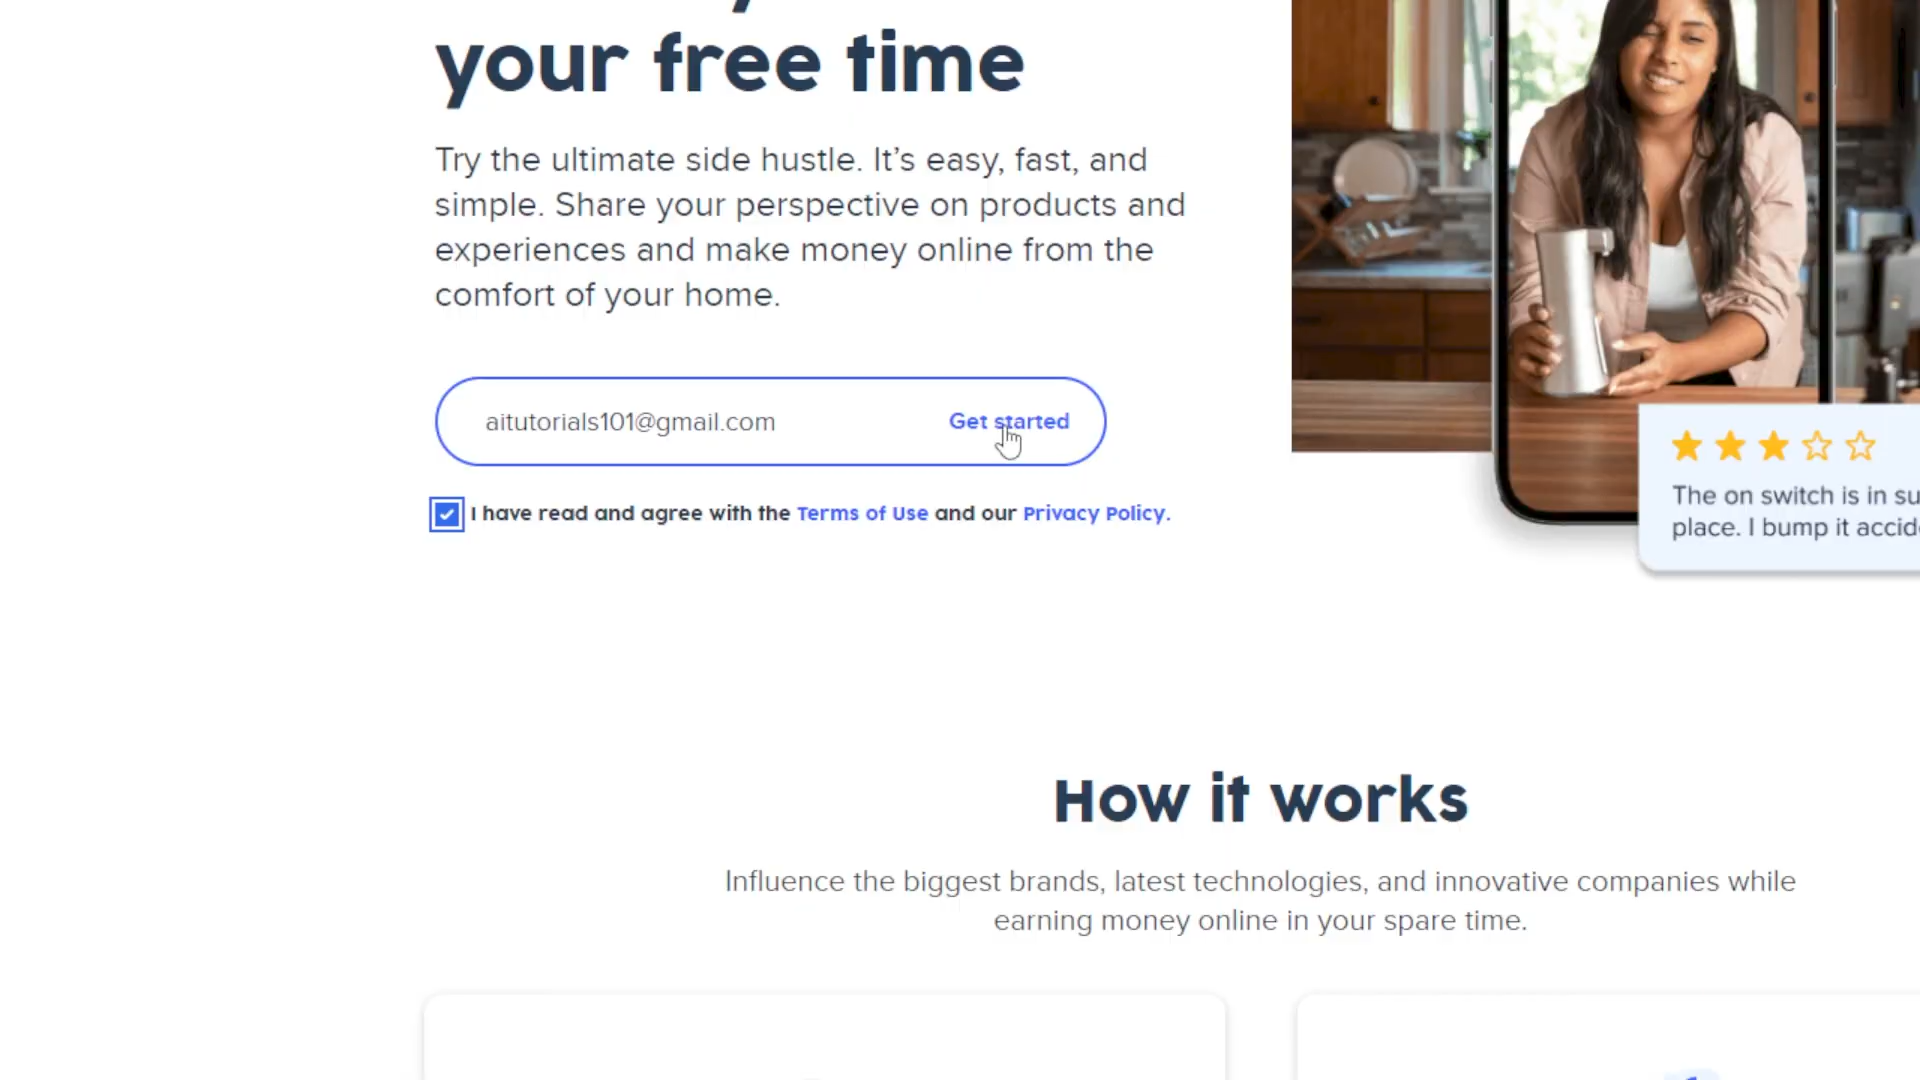 your free time
Try the ultimate side hustle. It’s easy, fast, and
simple. Share your perspective on products and
experiences and make money online from the
comfort of your home.
aitutorials101@gmail.com Get started
I have read and agree with the Terms of Use and our Privacy Policy.
The on switch is in
place. I bump it
How it works
Influence the biggest brands, latest technologies, and innovative companies while
earning money online in your spare time.